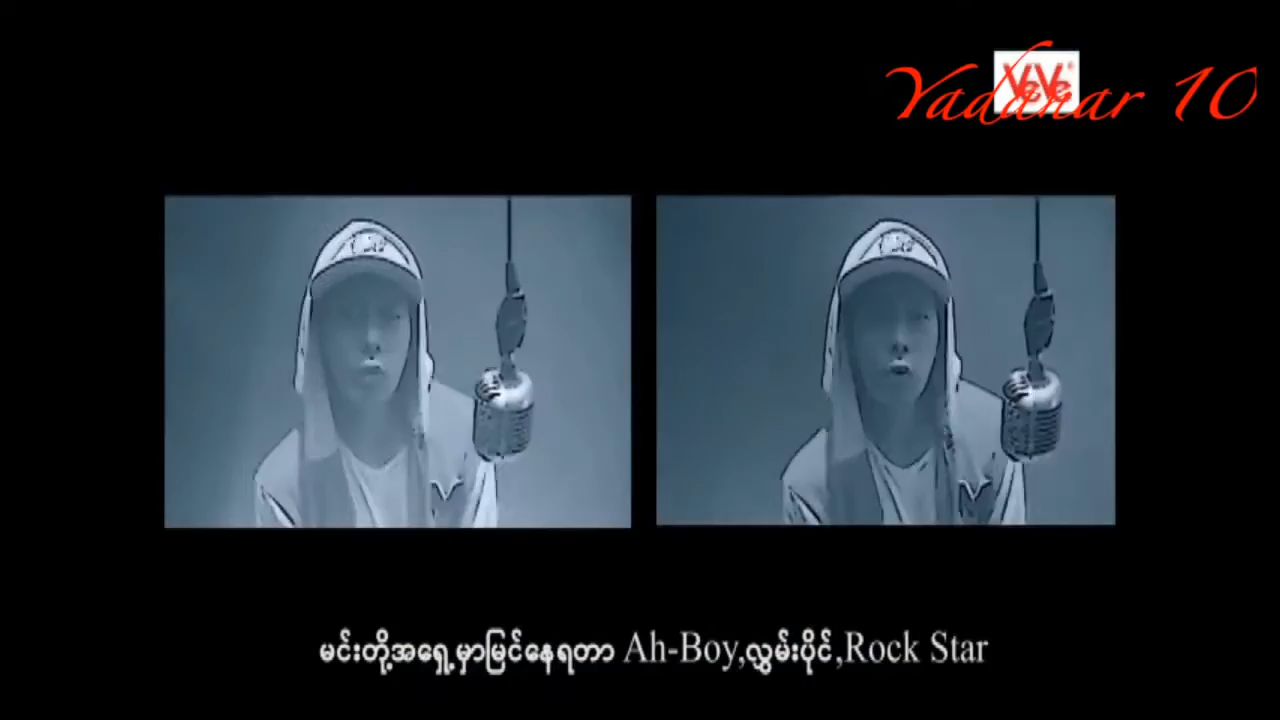 Yadanar 10
VeVe
မင်းတို့အရှေ့မှာမြင်နေရတာ Ah-Boy,လွှမ်းပိုင်,Rock Star